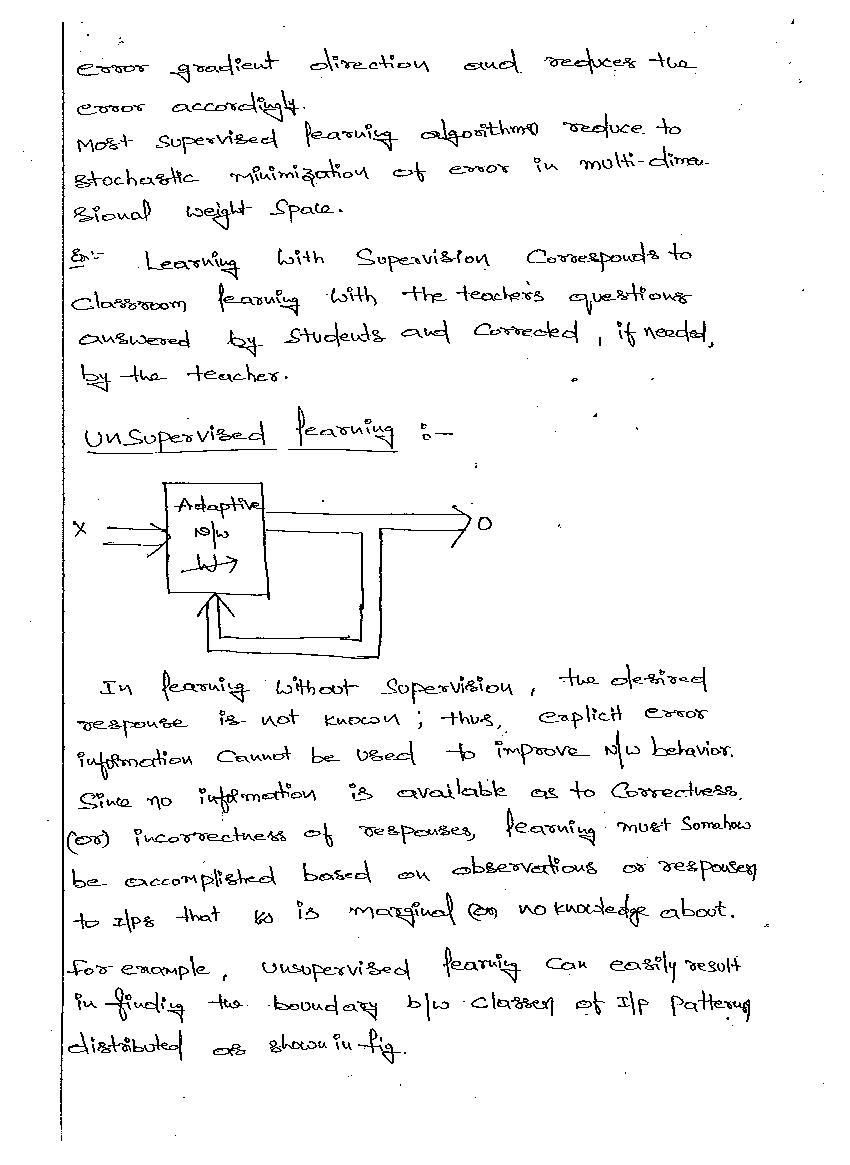 error gradient direction and reduces the
error accordingly.
Most supervised learning algorithms reduce to
stochastic minimization of error in multi-dimen-
sional weight space.
Ex:- Learning with supervision corresponds to
classroom learning with the teacher's questions
answered by students and corrected, if needed,
by the teacher.
Unsupervised learning :-
Adaptive
X N/w O
W
In learning without supervision, the desired
response is not known; thus, explicit error
information cannot be used to improve N/w behavior.
Since no information is available as to correctness
(or) incorrectness of responses, learning must somehow
be accomplished based on observations or responses
to I/ps that is marginal (or) no knowledge about.
For example, unsupervised learning can easily result
in finding the boundary b/w classes of I/p patterns
distributed as shown in fig.